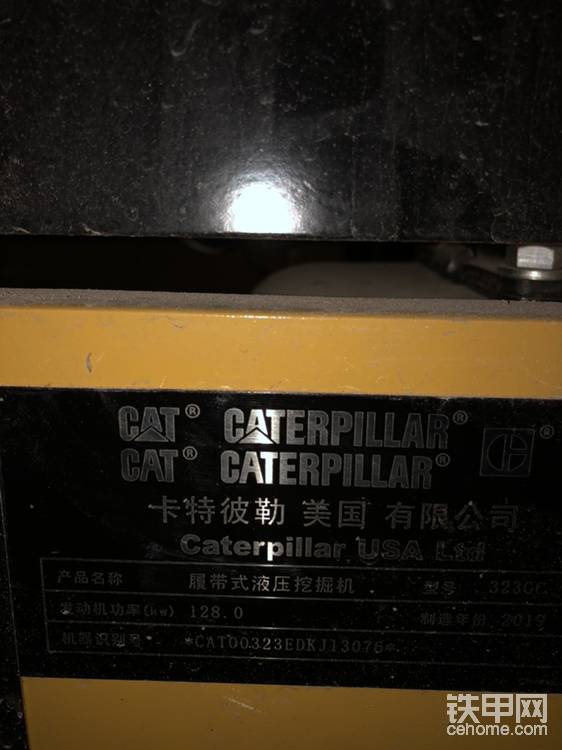 CAT® CATERPILLAR®
CAT® CATERPILLAR®
卡特彼勒 美国 有限公司
Caterpillar USA Ltd
产品名称 履带式液压挖掘机 型号 323GC
发动机功率(kw) 128.0 制造年份 2019
机器识别号 *CAT00323EDKJ13076*
铁甲网
cehome.com